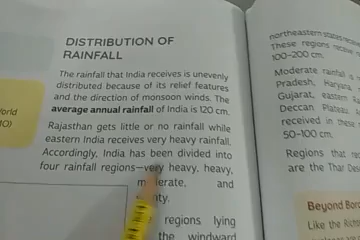 DISTRIBUTION OF
RAINFALL
The rainfall that India receives is unevenly
distributed because of its relief features
and the direction of monsoon winds. The
average annual rainfall of India is 120 cm.
Rajasthan gets little or no rainfall while
eastern India receives very heavy rainfall.
Accordingly, India has been divided into
four rainfall regions—very heavy, heavy,
and
regions lying
the windward
northeastern states
These regions receive
100–200 cm.
Moderate rainfall
Pradesh, Haryana,
Gujarat, eastern
Deccan Plateau
received in these
50–100 cm.
Regions that
are the Thar
Beyond
Like the